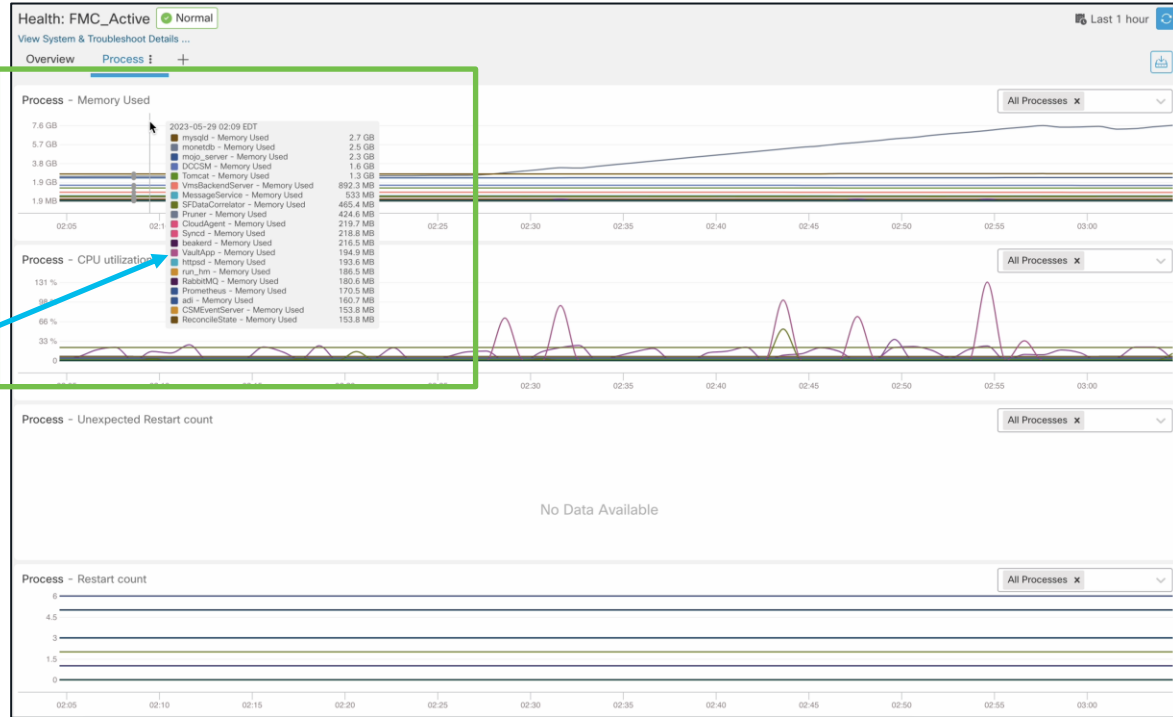 Health: FMC_Active Normal
Last 1 hour
View System & Troubleshoot Details ...
Overview Process +
Process - Memory Used
All Processes x
7.6 GB
5.7 GB
3.8 GB
1.9 GB
1.9 MB
2023-05-29 02:09 EDT
mysqld - Memory Used 2.7 GB
monetdb - Memory Used 2.5 GB
mojo_server - Memory Used 2.3 GB
DCCSM - Memory Used 1.6 GB
Tomcat - Memory Used 1.3 GB
VmsBackendServer - Memory Used 892.3 MB
MessageService - Memory Used 533 MB
SFDataCorrelator - Memory Used 465.4 MB
Pruner - Memory Used 424.6 MB
CloudAgent - Memory Used 219.7 MB
Syncd - Memory Used 218.8 MB
beakerd - Memory Used 216.5 MB
VaultApp - Memory Used 194.9 MB
httpsd - Memory Used 193.6 MB
run_hm - Memory Used 186.5 MB
RabbitMQ - Memory Used 180.6 MB
Prometheus - Memory Used 170.5 MB
adi - Memory Used 160.7 MB
CSMEventServer - Memory Used 153.8 MB
ReconcileState - Memory Used 153.8 MB
02:05 02:1 02:25 02:30 02:35 02:40 02:45 02:50 02:55 03:00
Process - CPU utilization
All Processes x
131 %
66 %
33 %
0
02:30 02:35 02:40 02:45 02:50 02:55 03:00
Process - Unexpected Restart count
All Processes x
No Data Available
Process - Restart count
All Processes x
6
4.5
3
1.5
0
02:05 02:10 02:15 02:20 02:25 02:30 02:35 02:40 02:45 02:50 02:55 03:00